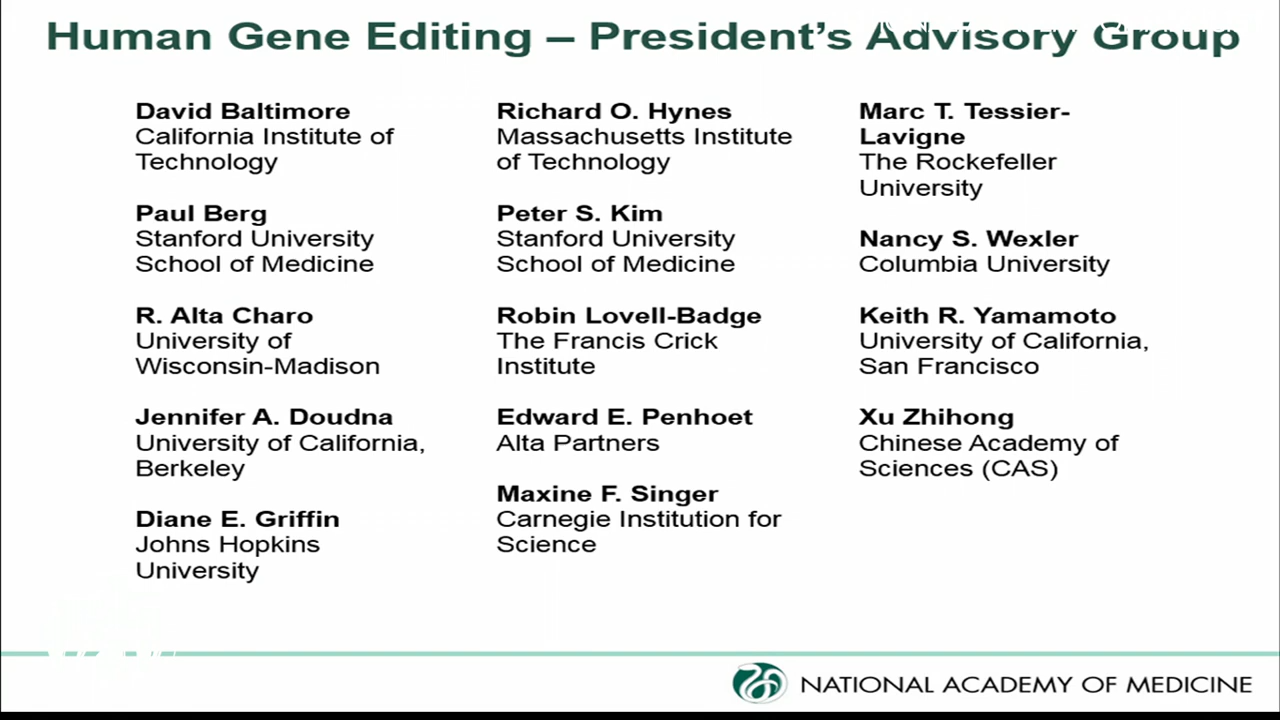 Human Gene Editing – President's Advisory Group
David Baltimore
California Institute of
Technology
Paul Berg
Stanford University
School of Medicine
R. Alta Charo
University of
Wisconsin-Madison
Jennifer A. Doudna
University of California,
Berkeley
Diane E. Griffin
Johns Hopkins
University
Richard O. Hynes
Massachusetts Institute
of Technology
Peter S. Kim
Stanford University
School of Medicine
Robin Lovell-Badge
The Francis Crick
Institute
Edward E. Penhoet
Alta Partners
Maxine F. Singer
Carnegie Institution for
Science
Marc T. Tessier-
Lavigne
The Rockefeller
University
Nancy S. Wexler
Columbia University
Keith R. Yamamoto
University of California,
San Francisco
Xu Zhihong
Chinese Academy of
Sciences (CAS)
NATIONAL ACADEMY OF MEDICINE